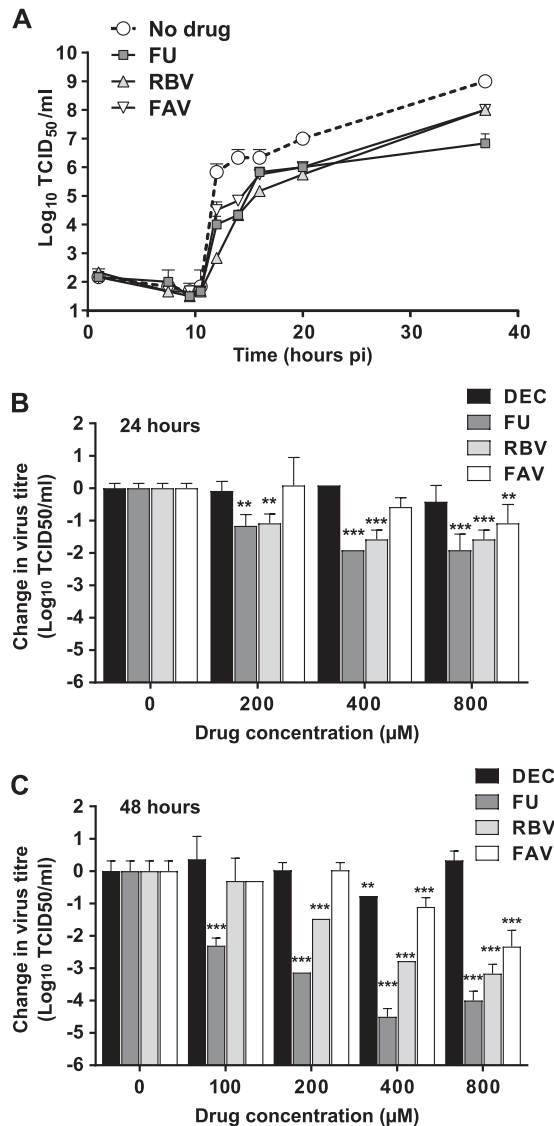 A
No drug
FU
RBV
FAV
Log10 TCID50/ml
10
9
8
7
6
5
4
3
2
1
0 10 20 30 40
Time (hours pi)
B
24 hours
DEC
FU
RBV
FAV
Change in virus titre
(Log10 TCID50/ml)
2
1
0
-1
-2
-3
-4
-5
-6
** **
*** ***
*** *** **
0 200 400 800
Drug concentration (µM)
C
48 hours
DEC
FU
RBV
FAV
Change in virus titre
(Log10 TCID50/ml)
2
1
0
-1
-2
-3
-4
-5
-6
***
*** ***
** *** *** ***
*** *** ***
0 100 200 400 800
Drug concentration (µM)